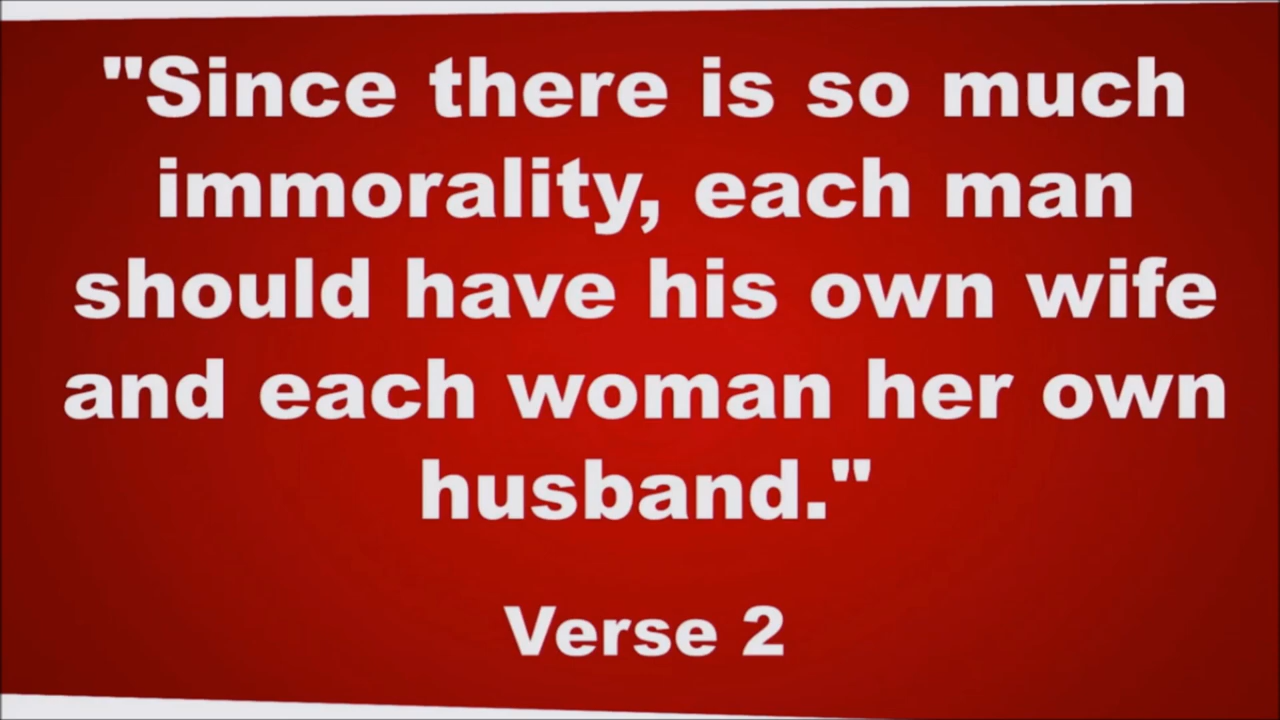 "Since there is so much
immorality, each man
should have his own wife
and each woman her own
husband."
Verse 2